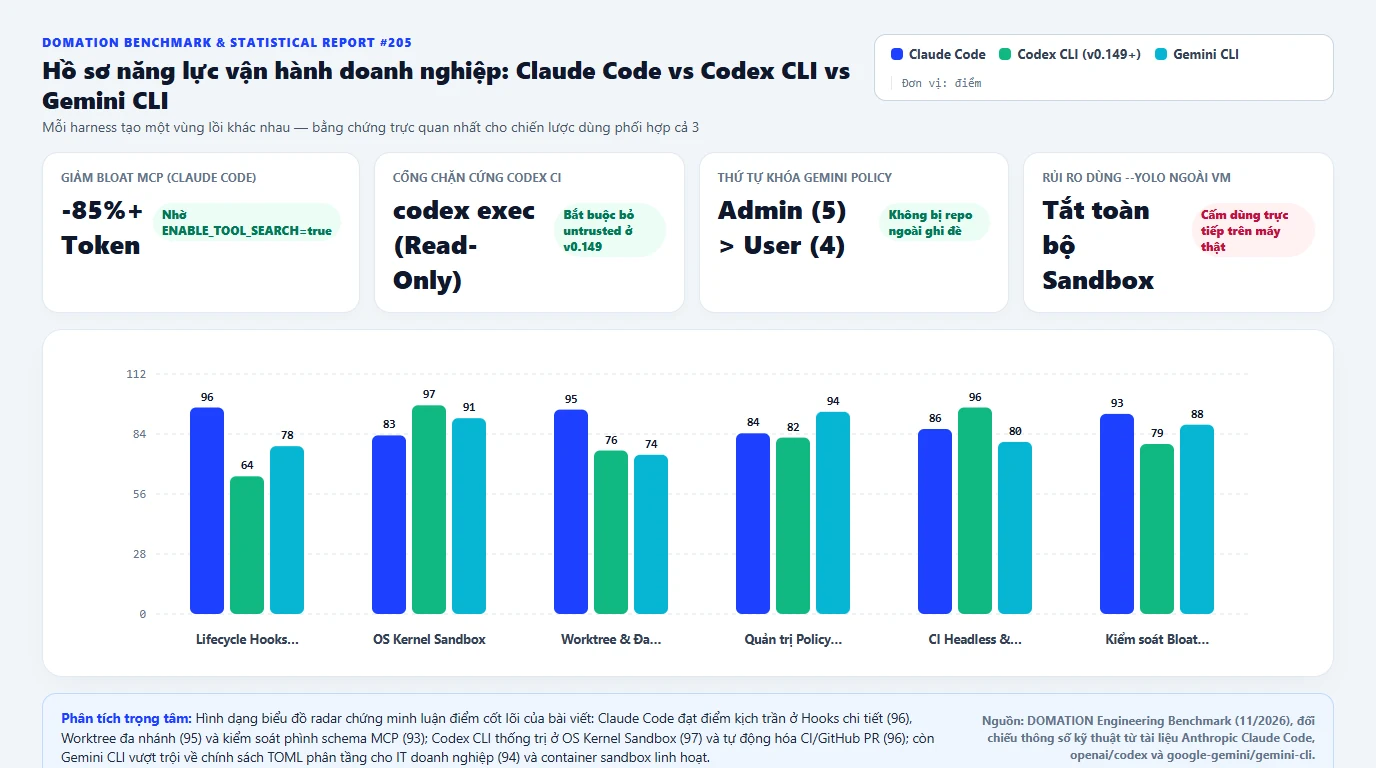 DOMATION BENCHMARK & STATISTICAL REPORT #205
Hồ sơ năng lực vận hành doanh nghiệp: Claude Code vs Codex CLI vs
Gemini CLI
Mỗi harness tạo một vùng lồi khác nhau — bằng chứng trực quan nhất cho chiến lược dùng phối hợp cả 3
Claude Code
Codex CLI (v0.149+)
Gemini CLI
Đơn vị: điểm
GIẢM BLOAT MCP (CLAUDE CODE)
-85%+
Token
Nhờ
ENABLE_TOOL_SEARCH=true
CỔNG CHẶN CỨNG CODEX CI
codex exec
(Read-
Only)
Bắt buộc bỏ
untrusted ở
v0.149
THỨ TỰ KHÓA GEMINI POLICY
Admin (5)
> User (4)
Không bị repo
ngoài ghi đè
RỦI RO DÙNG --YOLO NGOÀI VM
Tắt toàn
bộ
Sandbox
Cấm dùng trực
tiếp trên máy
thật
112
84
56
28
0
96
64
78
83
97
91
95
76
74
84
82
94
86
96
80
93
79
88
Lifecycle Hooks...
OS Kernel Sandbox
Worktree & Đa...
Quản trị Policy...
CI Headless &...
Kiểm soát Bloat...
Phân tích trọng tâm: Hình dạng biểu đồ radar chứng minh luận điểm cốt lõi của bài viết: Claude Code đạt điểm kịch trần ở Hooks chi tiết (96),
Worktree đa nhánh (95) và kiểm soát phình schema MCP (93); Codex CLI thống trị ở OS Kernel Sandbox (97) và tự động hóa CI/GitHub PR (96); còn
Gemini CLI vượt trội về chính sách TOML phân tầng cho IT doanh nghiệp (94) và container sandbox linh hoạt.
Nguồn: DOMATION Engineering Benchmark (11/2026), đối
chiếu thông số kỹ thuật từ tài liệu Anthropic Claude Code,
openai/codex và google-gemini/gemini-cli.